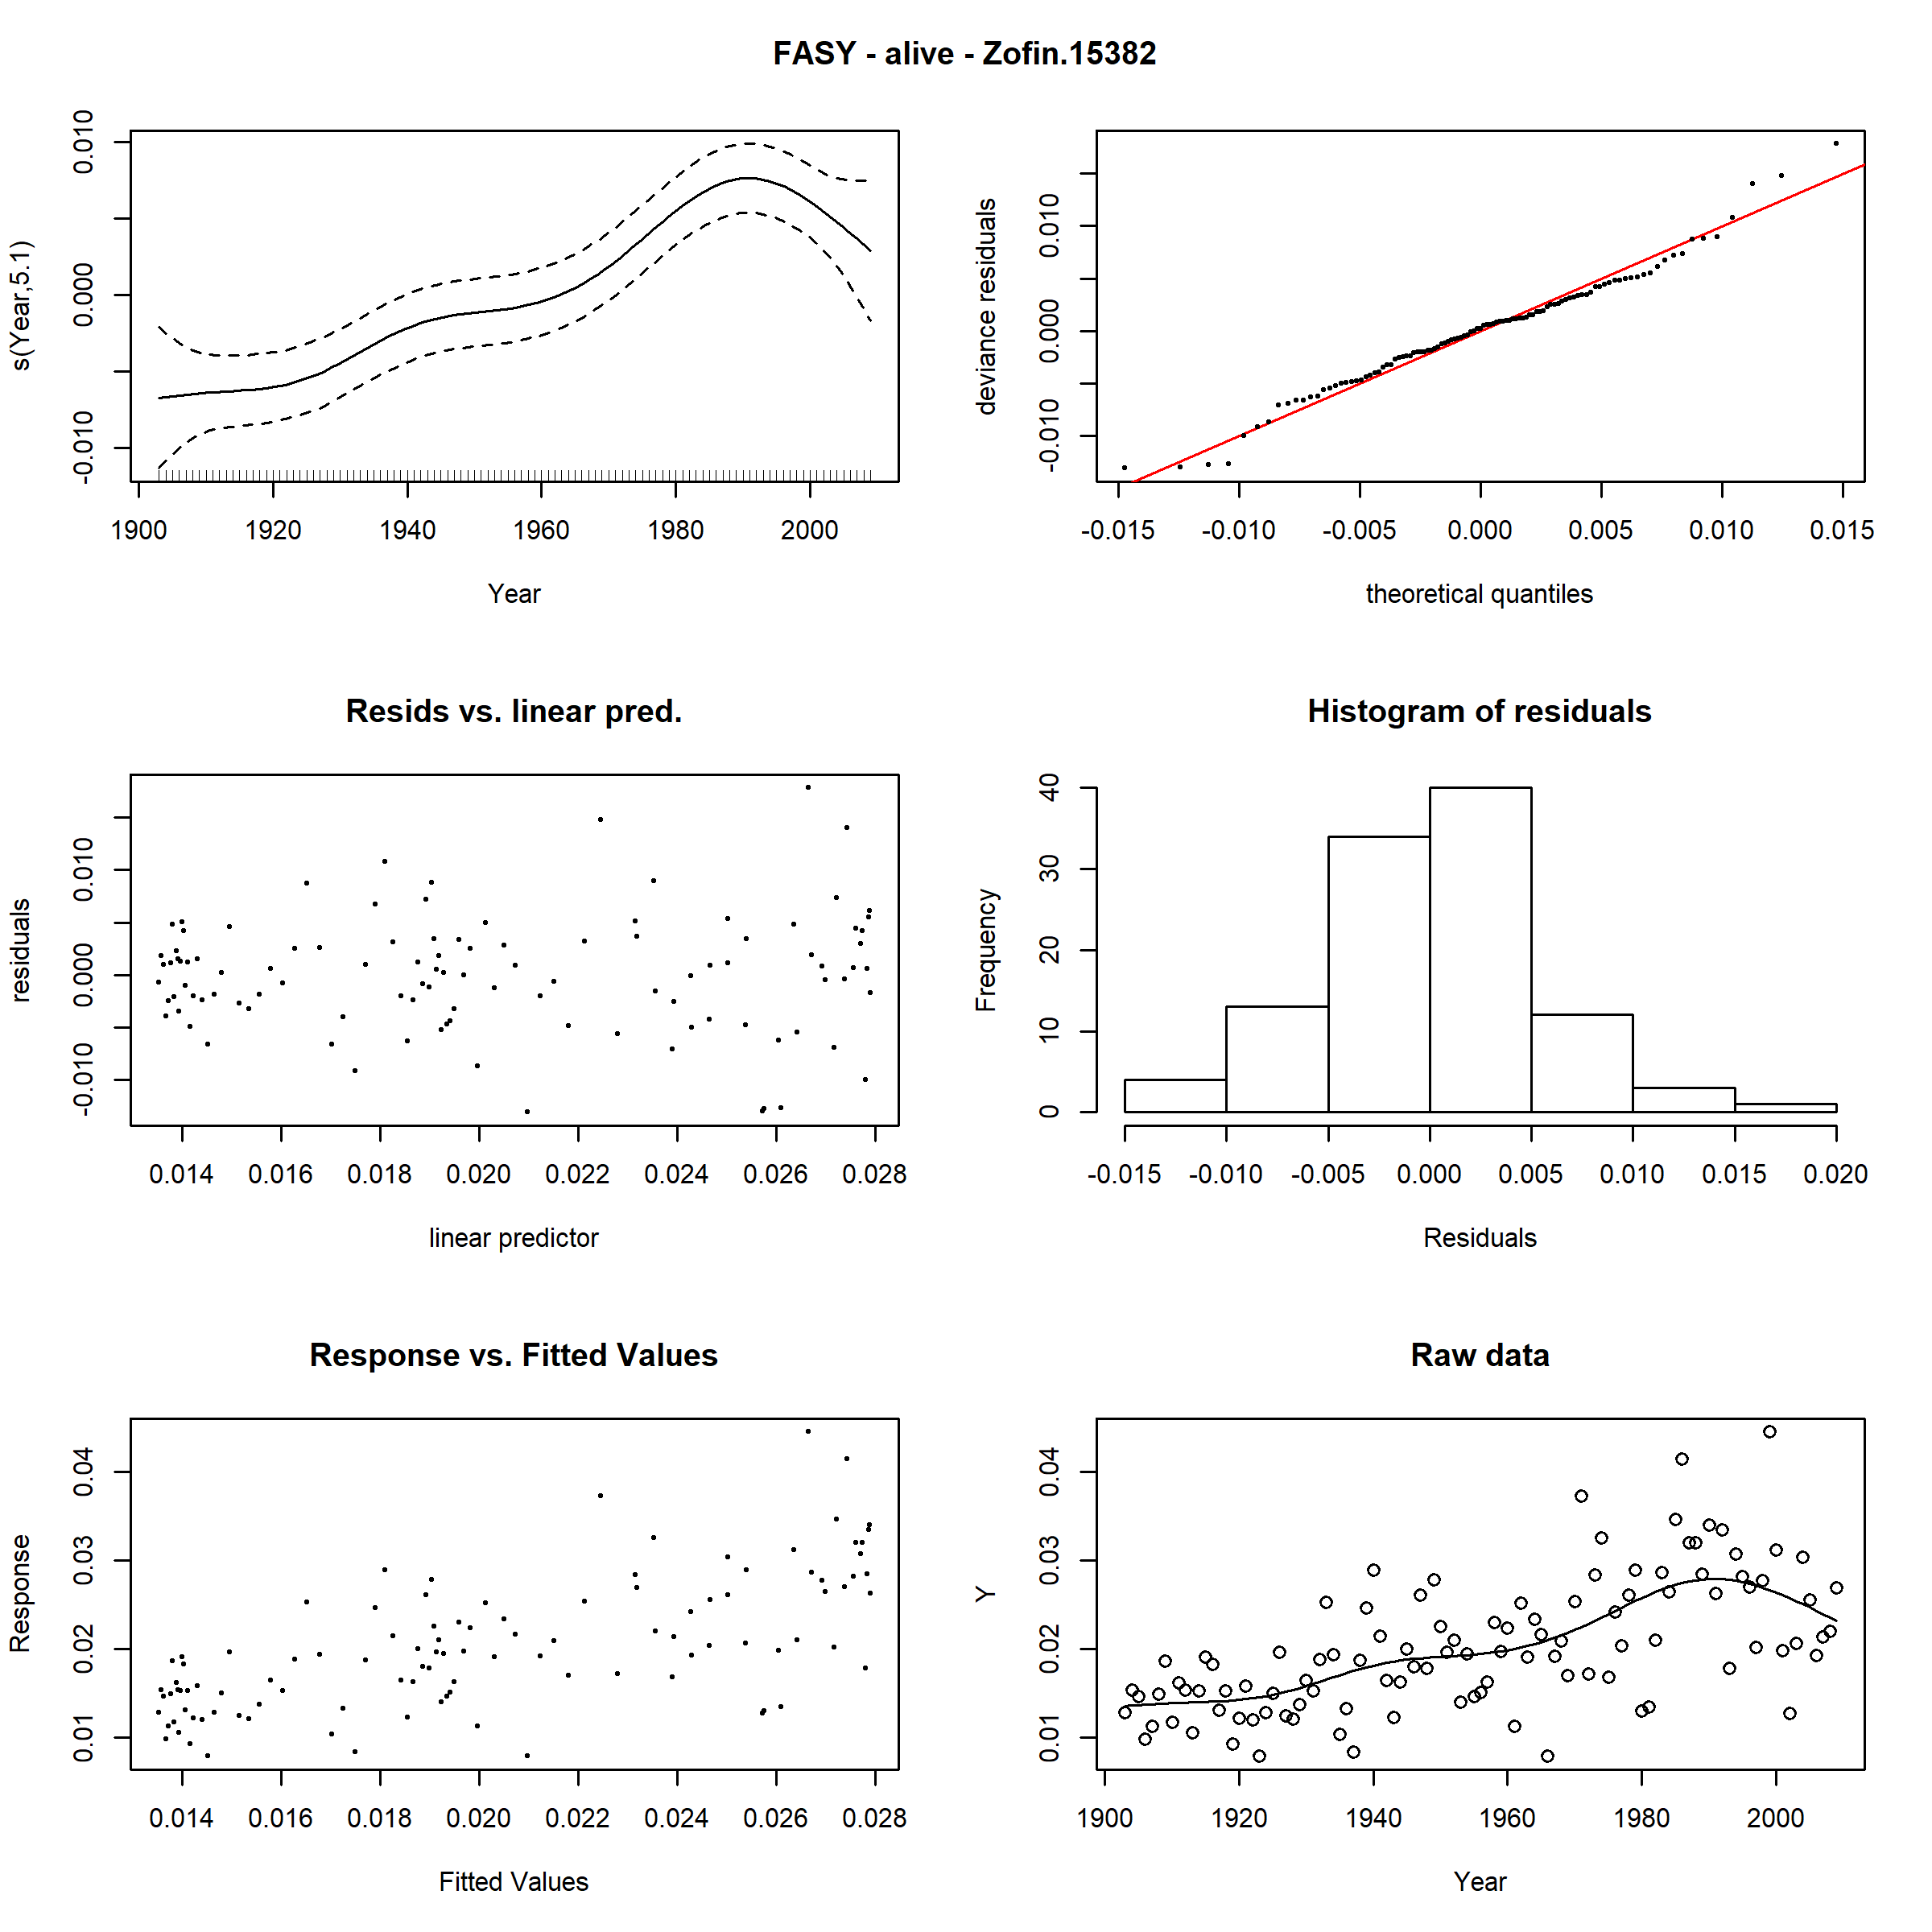 FASY - alive - Zofin.15382
s(Year,5.1)
-0.010 0.000 0.010
1900 1920 1940 1960 1980 2000
Year
deviance residuals
-0.010 0.000 0.010
-0.015 -0.010 -0.005 0.000 0.005 0.010 0.015
theoretical quantiles
Resids vs. linear pred.
residuals
-0.010 0.000 0.010
0.014 0.016 0.018 0.020 0.022 0.024 0.026 0.028
linear predictor
Histogram of residuals
Frequency
0 10 20 30 40
-0.015 -0.010 -0.005 0.000 0.005 0.010 0.015 0.020
Residuals
Response vs. Fitted Values
Response
0.01 0.02 0.03 0.04
0.014 0.016 0.018 0.020 0.022 0.024 0.026 0.028
Fitted Values
Raw data
Y
0.01 0.02 0.03 0.04
1900 1920 1940 1960 1980 2000
Year